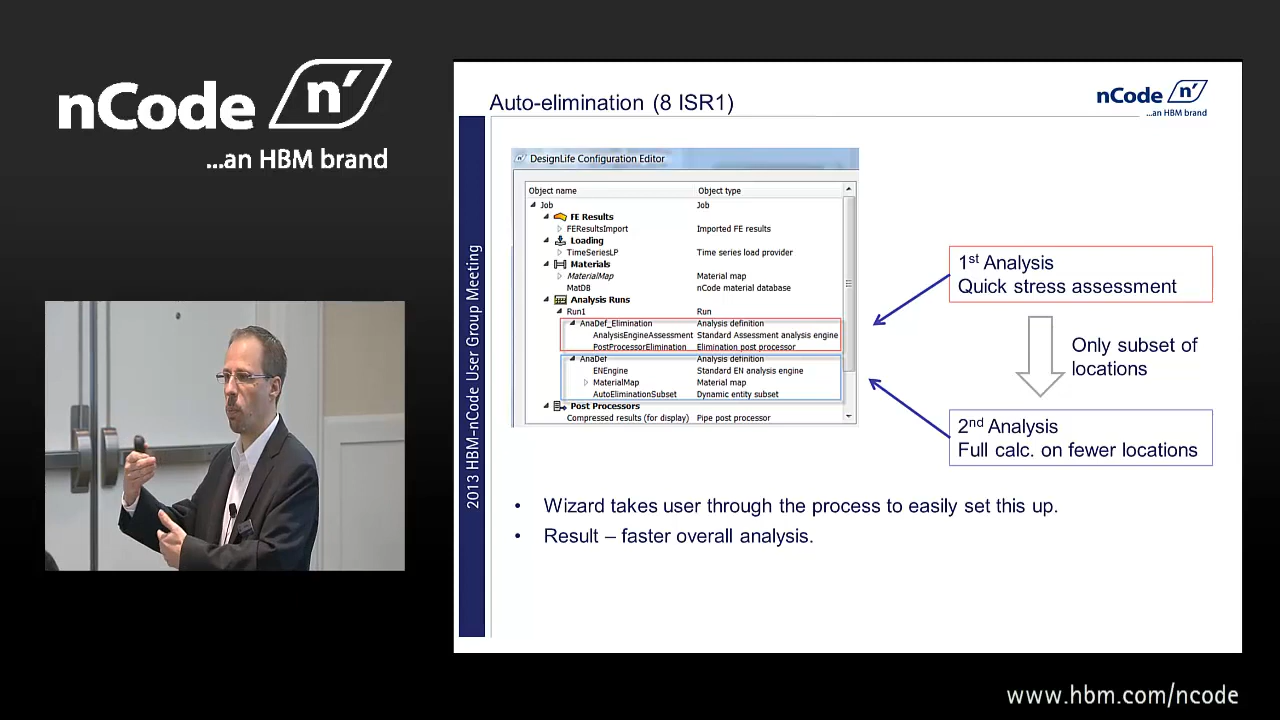 nCode n'
...an HBM brand
Auto-elimination (8 ISR1)
nCode n'
...an HBM brand
2013 HBM-nCode User Group Meeting
DesignLife Configuration Editor
Object name Object type
Job Job
FE Results
FEResultsImport Imported FE results
Loading
TimeSeriesLP Time series load provider
Materials
MaterialMap Material map
MatDB nCode material database
Analysis Runs
Run1 Run
AnaDef_Elimination Analysis definition
AnalysisEngineAssessment Standard Assessment analysis engine
PostProcessorElimination Elimination post processor
AnaDef Analysis definition
ENEngine Standard EN analysis engine
MaterialMap Material map
AutoEliminationSubset Dynamic entity subset
Post Processors
Compressed results (for display) Pipe post processor
1st Analysis
Quick stress assessment
Only subset of
locations
2nd Analysis
Full calc. on fewer locations
• Wizard takes user through the process to easily set this up.
• Result – faster overall analysis.
www.hbm.com/ncode